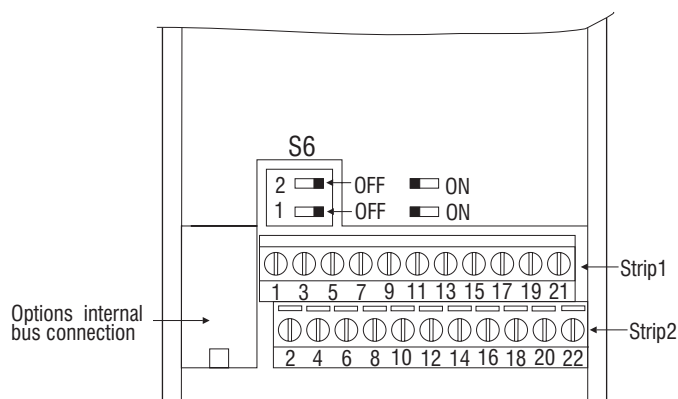 S6
2 OFF ON
1 OFF ON
Strip1
1 3 5 7 9 11 13 15 17 19 21
Options internal
bus connection
Strip2
2 4 6 8 10 12 14 16 18 20 22